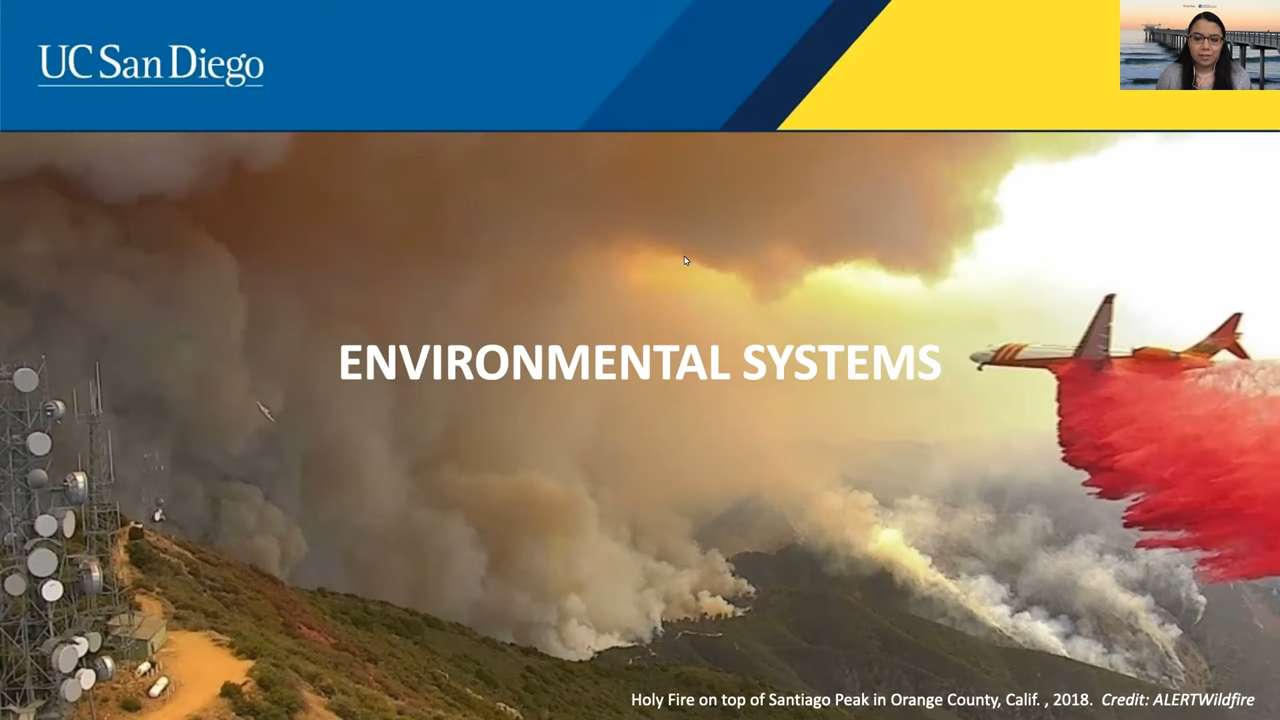 UC San Diego
ENVIRONMENTAL SYSTEMS
Holy Fire on top of Santiago Peak in Orange County, Calif. , 2018.  Credit: ALERTWildfire